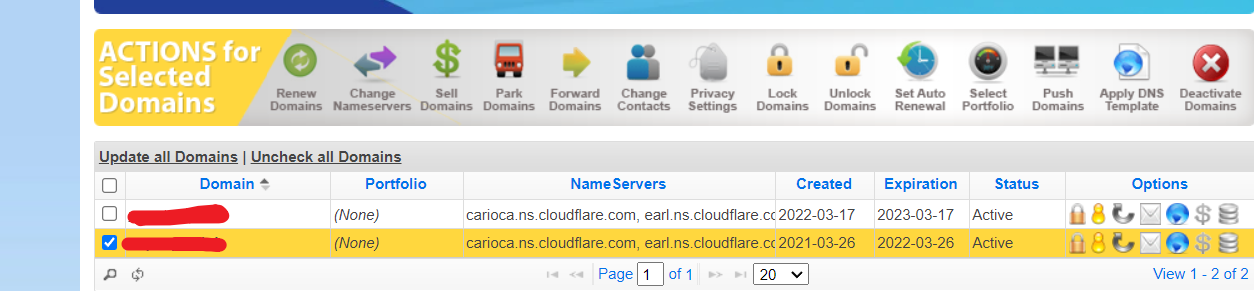 ACTIONS for
Selected
Domains
Renew
Domains
Change
Nameservers
Sell
Domains
Park
Domains
Forward
Domains
Change
Contacts
Privacy
Settings
Lock
Domains
Unlock
Domains
Set Auto
Renewal
Select
Portfolio
Push
Domains
Apply DNS
Template
Deactivate
Domains
Update all Domains | Uncheck all Domains
Domain Portfolio NameServers Created Expiration Status Options
(None) carioca.ns.cloudflare.com, earl.ns.cloudflare.cc 2022-03-17 2023-03-17 Active
(None) carioca.ns.cloudflare.com, earl.ns.cloudflare.cc 2021-03-26 2022-03-26 Active
Page 1 of 1 20 View 1 - 2 of 2